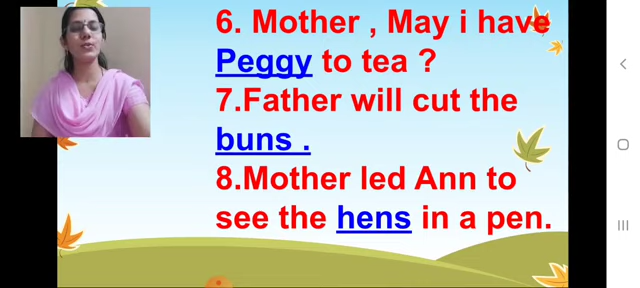 6. Mother , May i have
Peggy to tea ?
7.Father will cut the
buns .
8.Mother led Ann to
see the hens in a pen.